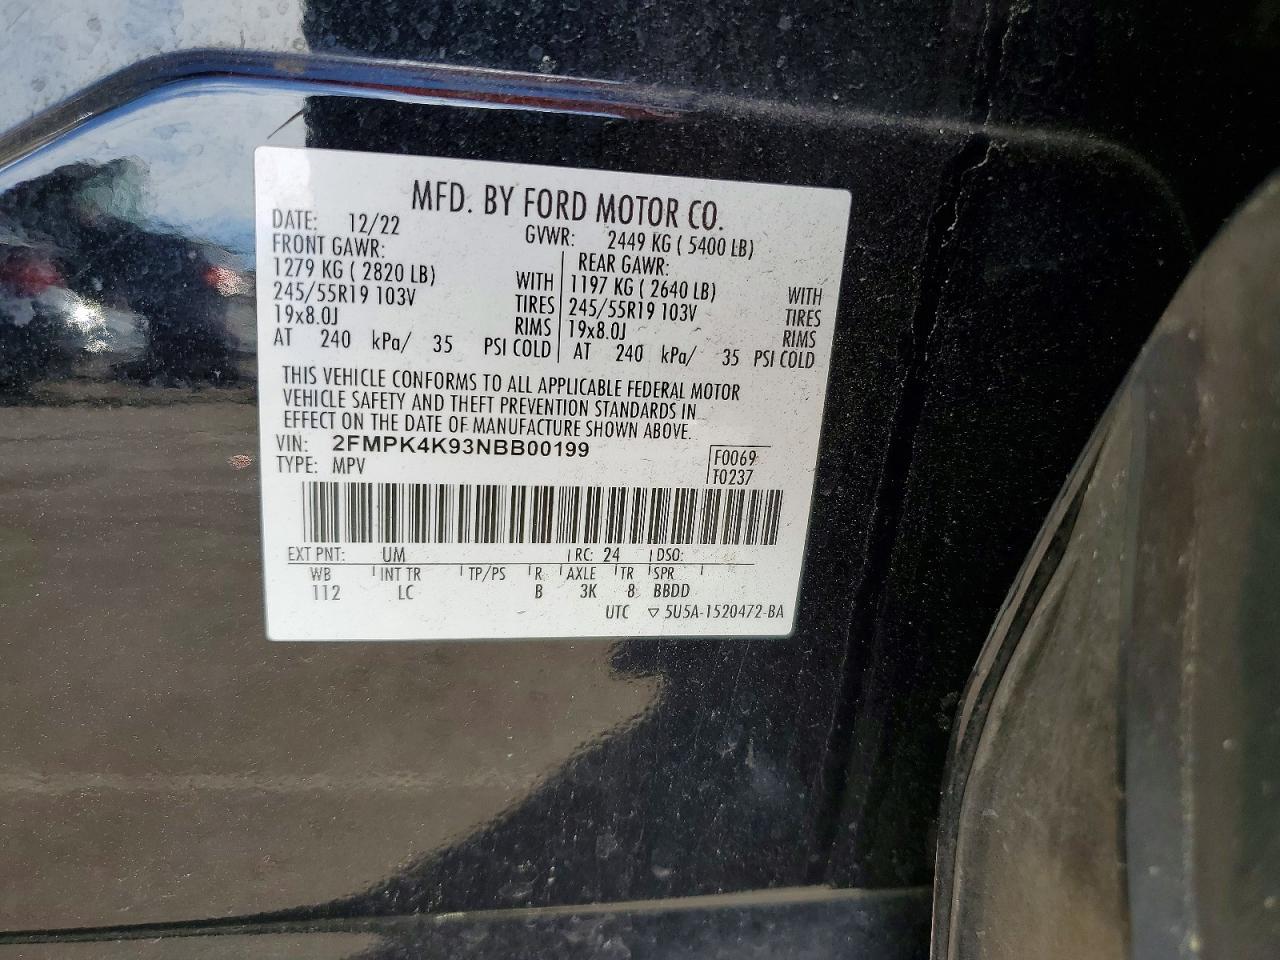 MFD. BY FORD MOTOR CO.
DATE: 12/22 GVWR: 2449 KG ( 5400 LB)
FRONT GAWR: REAR GAWR:
1279 KG ( 2820 LB) WITH 1197 KG ( 2640 LB) WITH
245/55R19 103V TIRES 245/55R19 103V TIRES
19x8.0J RIMS 19x8.0J RIMS
AT 240 kPa/ 35 PSI COLD AT 240 kPa/ 35 PSI COLD
THIS VEHICLE CONFORMS TO ALL APPLICABLE FEDERAL MOTOR
VEHICLE SAFETY AND THEFT PREVENTION STANDARDS IN
EFFECT ON THE DATE OF MANUFACTURE SHOWN ABOVE.
VIN: 2FMPK4K93NBB00199 F0069
TYPE: MPV T0237
EXT PNT: UM RC: 24 DSO:
WB INT TR TP/PS R AXLE TR SPR
112 LC B 3K 8 BBDD
UTC ▽ 5U5A-1520472-BA